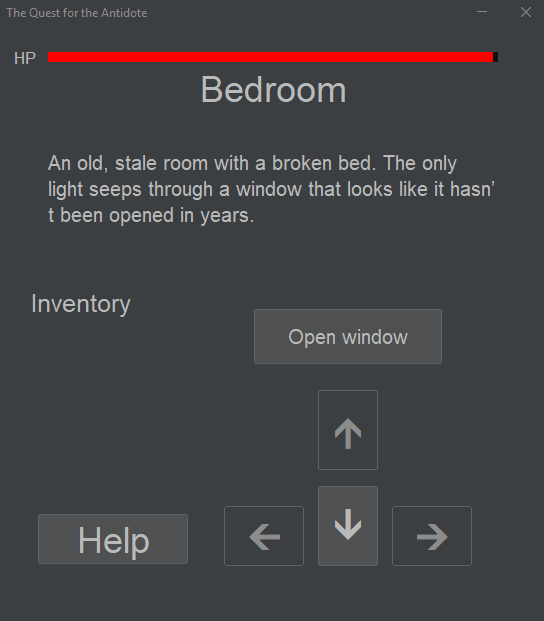 The Quest for the Antidote
HP
Bedroom
An old, stale room with a broken bed. The only
light seeps through a window that looks like it hasn’
t been opened in years.
Inventory
Open window
Help